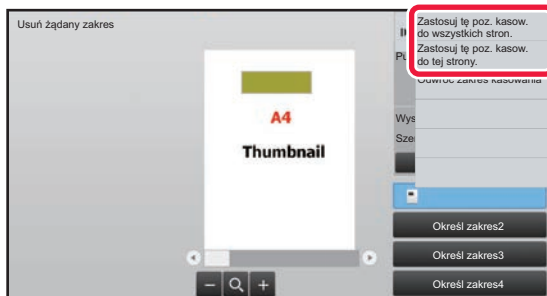 Usuń żądany zakres
Zastosuj tę poz. kasow.
do wszystkich stron.
Zastosuj tę poz. kasow.
do tej strony.
Odwróć zakres kasowania
A4
Thumbnail
Określ zakres2
Określ zakres3
Określ zakres4